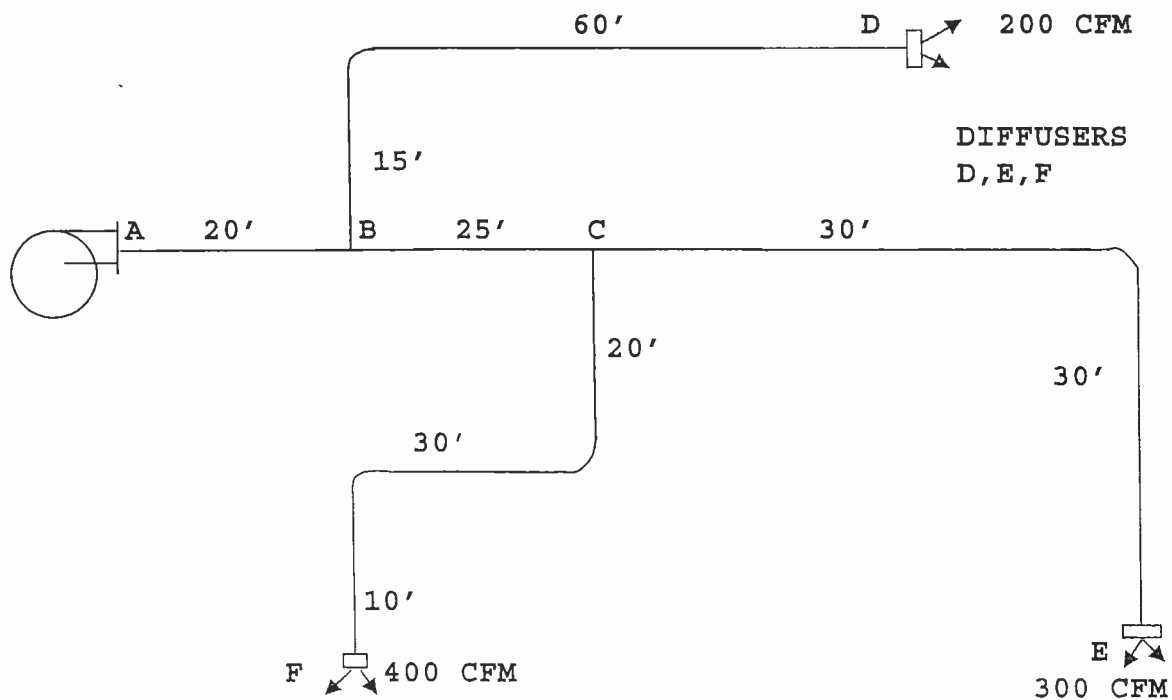 60'
D
200 CFM
DIFFUSERS
D,E,F
15'
A
20'
B
25'
C
30'
20'
30'
30'
10'
F
400 CFM
E
300 CFM